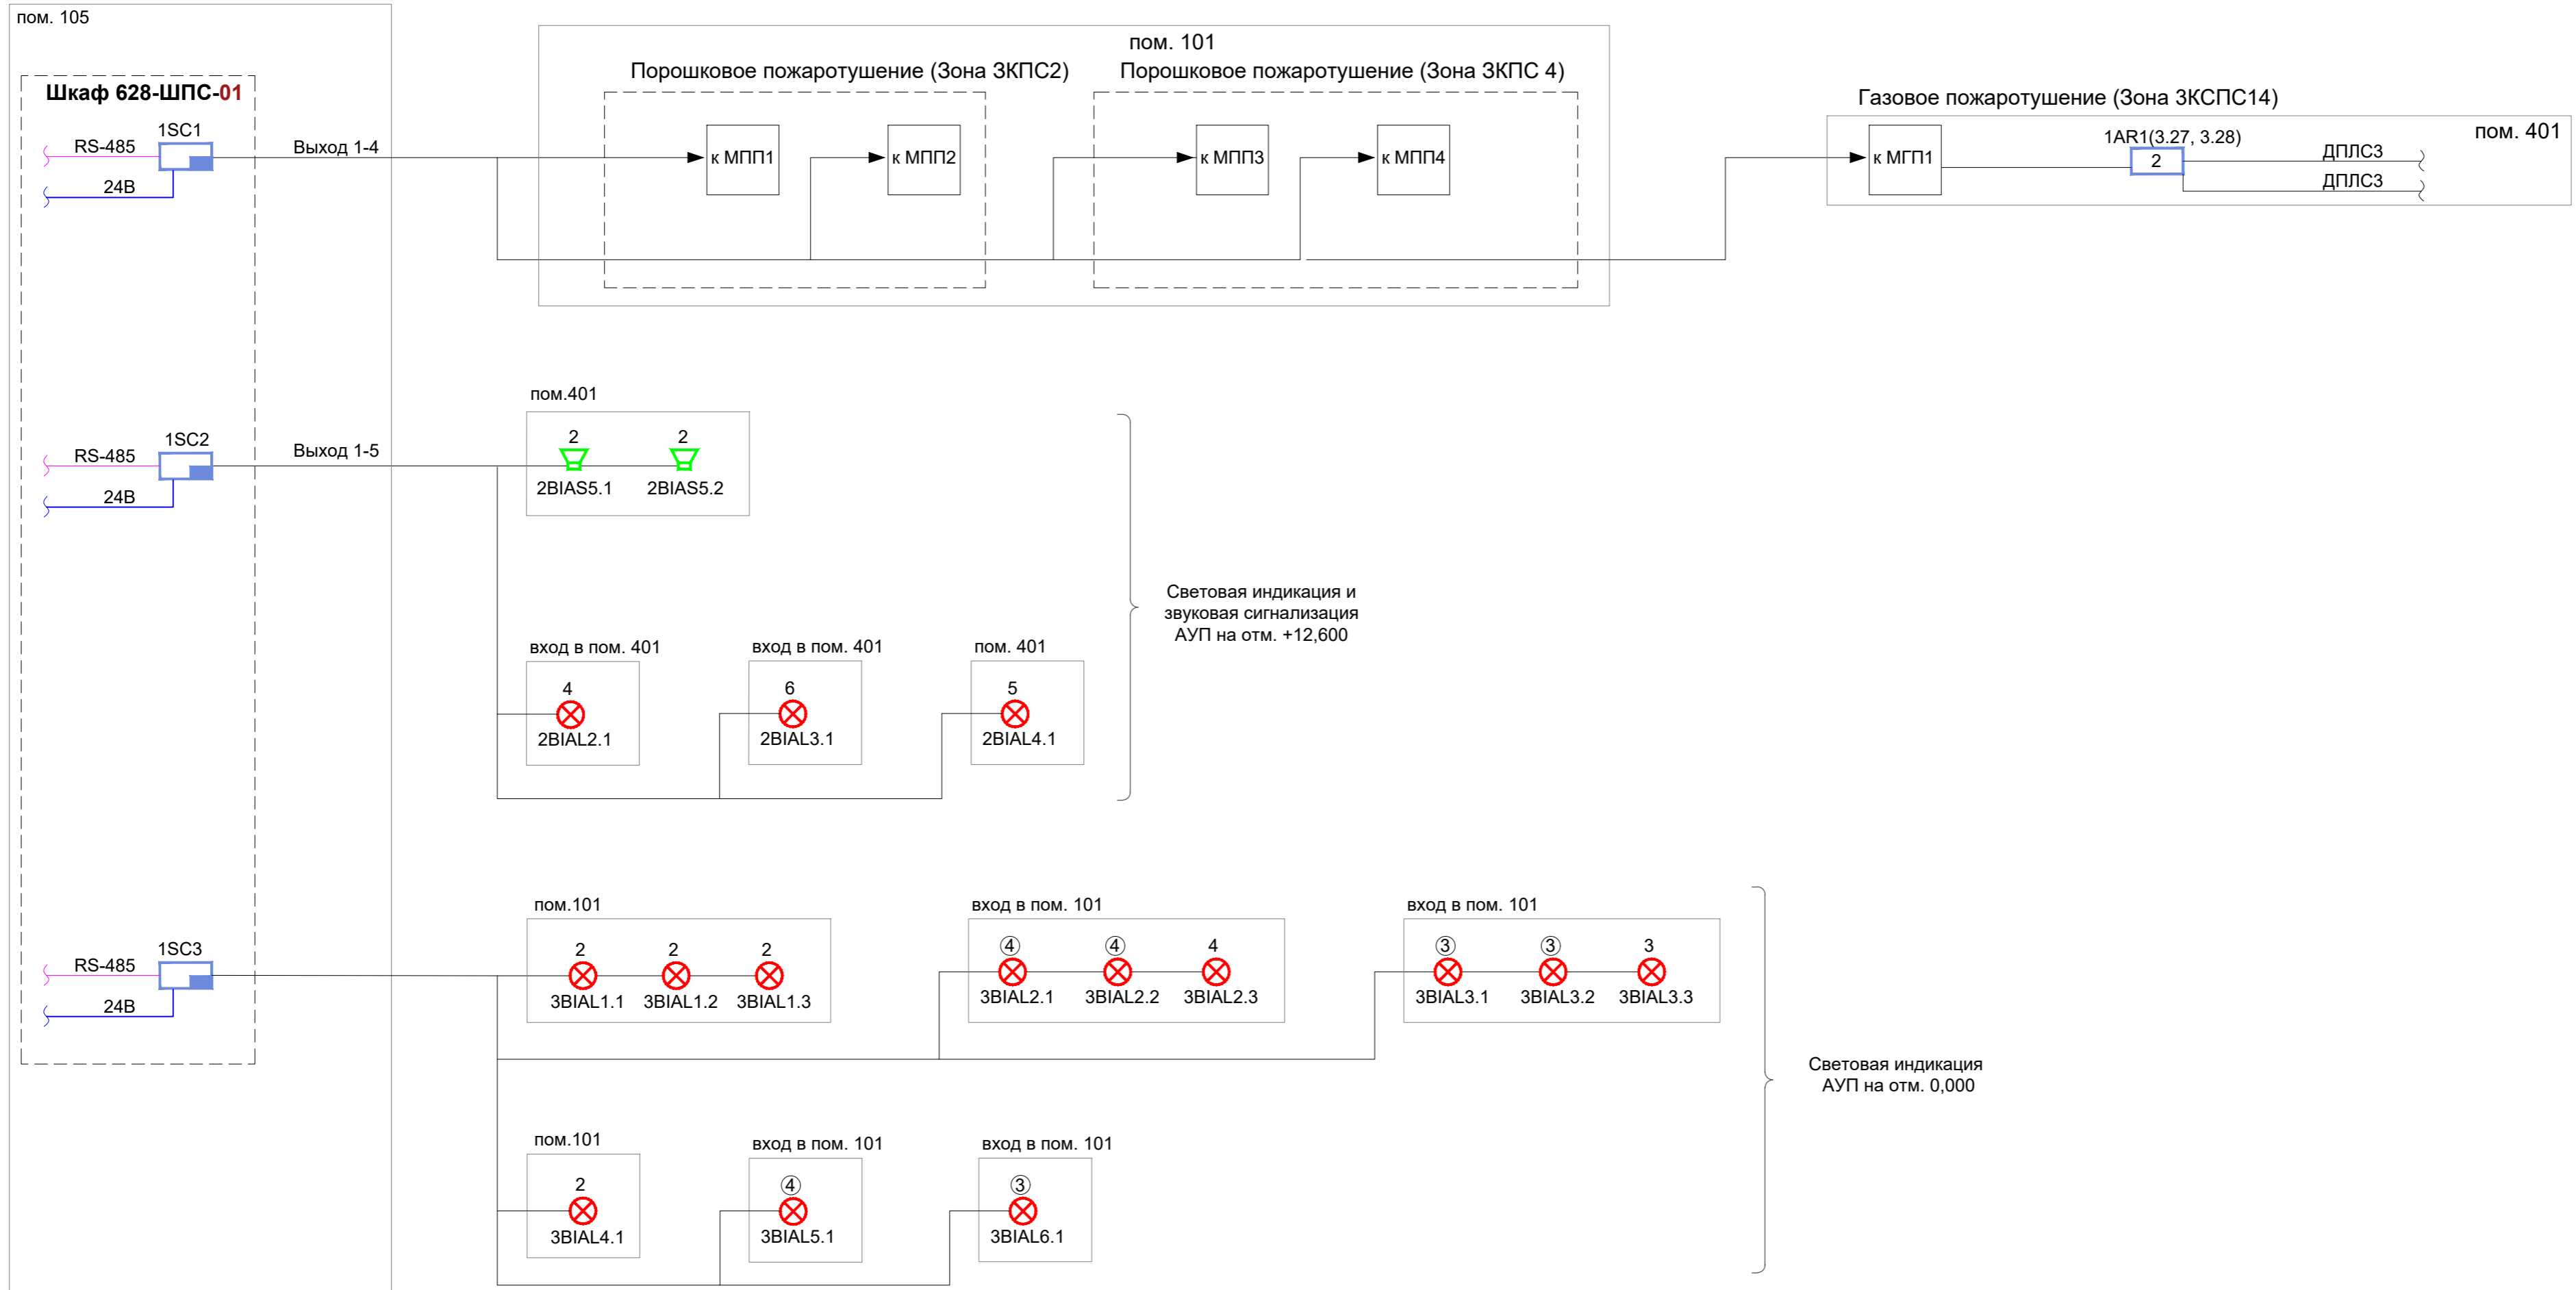 пом. 105
Шкаф 628-ШПС-01
1SC1
RS-485
24В
Выход 1-4
пом. 101
Порошковое пожаротушение (Зона ЗКПС2)
Порошковое пожаротушение (Зона ЗКПС 4)
к МПП1
к МПП2
к МПП3
к МПП4
Газовое пожаротушение (Зона ЗКСПС14)
пом. 401
к МГП1
1AR1(3.27, 3.28)
2
ДПЛС3
ДПЛС3
1SC2
RS-485
24В
Выход 1-5
пом.401
2
2
2BIAS5.1
2BIAS5.2
вход в пом. 401
4
2BIAL2.1
вход в пом. 401
6
2BIAL3.1
пом. 401
5
2BIAL4.1
Световая индикация и
звуковая сигнализация
АУП на отм. +12,600
1SC3
RS-485
24В
пом.101
2
2
2
3BIAL1.1
3BIAL1.2
3BIAL1.3
вход в пом. 101
4
4
4
3BIAL2.1
3BIAL2.2
3BIAL2.3
вход в пом. 101
3
3
3
3BIAL3.1
3BIAL3.2
3BIAL3.3
пом.101
2
3BIAL4.1
вход в пом. 101
4
3BIAL5.1
вход в пом. 101
3
3BIAL6.1
Световая индикация
АУП на отм. 0,000